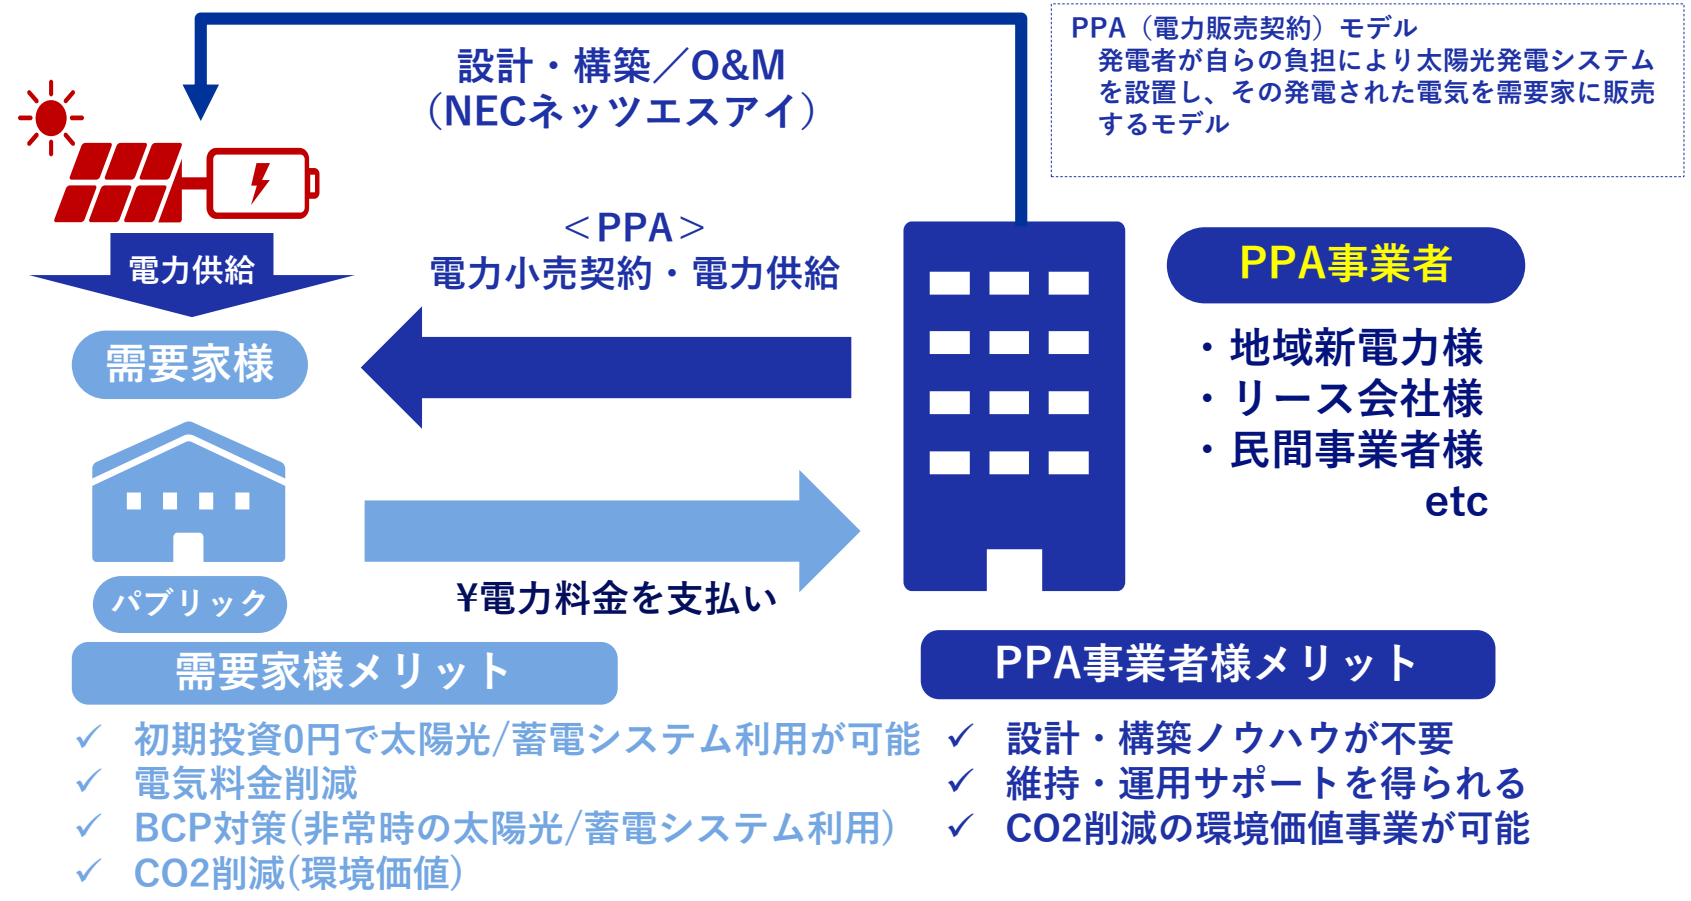 PPA（電力販売契約）モデル
発電者が自らの負担により太陽光発電システム
を設置し、その発電された電気を需要家に販売
するモデル
設計・構築／O&M
（NECネッツエスアイ）
電力供給
＜PPA＞
電力小売契約・電力供給
PPA事業者
・地域新電力様
・リース会社様
・民間事業者様
etc
需要家様
パブリック
¥電力料金を支払い
需要家様メリット
✓ 初期投資0円で太陽光/蓄電システム利用が可能
✓ 電気料金削減
✓ BCP対策(非常時の太陽光/蓄電システム利用)
✓ CO2削減(環境価値)
PPA事業者様メリット
✓ 設計・構築ノウハウが不要
✓ 維持・運用サポートを得られる
✓ CO2削減の環境価値事業が可能